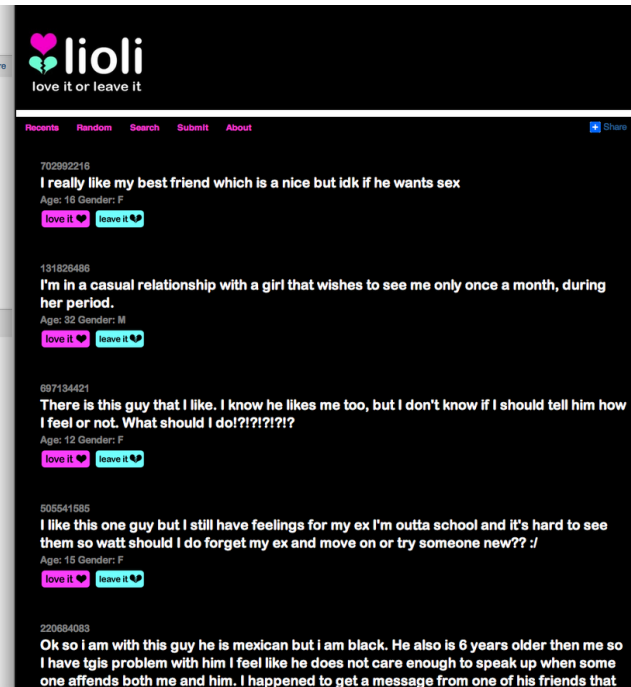 lioli
love it or leave it
Recents Random Search Submit About Share
702992216
I really like my best friend which is a nice but idk if he wants sex
Age: 16 Gender: F
love it leave it
131826486
I'm in a casual relationship with a girl that wishes to see me only once a month, during
her period.
Age: 32 Gender: M
love it leave it
697134421
There is this guy that I like. I know he likes me too, but I don't know if I should tell him how
I feel or not. What should I do!?!?!?!?!?
Age: 12 Gender: F
love it leave it
505541585
I like this one guy but I still have feelings for my ex I'm outta school and it's hard to see
them so watt should I do forget my ex and move on or try someone new?? :/
Age: 15 Gender: F
love it leave it
220684083
Ok so i am with this guy he is mexican but i am black. He also is 6 years older then me so
I have tgis problem with him I feel like he does not care enough to speak up when some
one affends both me and him. I happened to get a message from one of his friends that